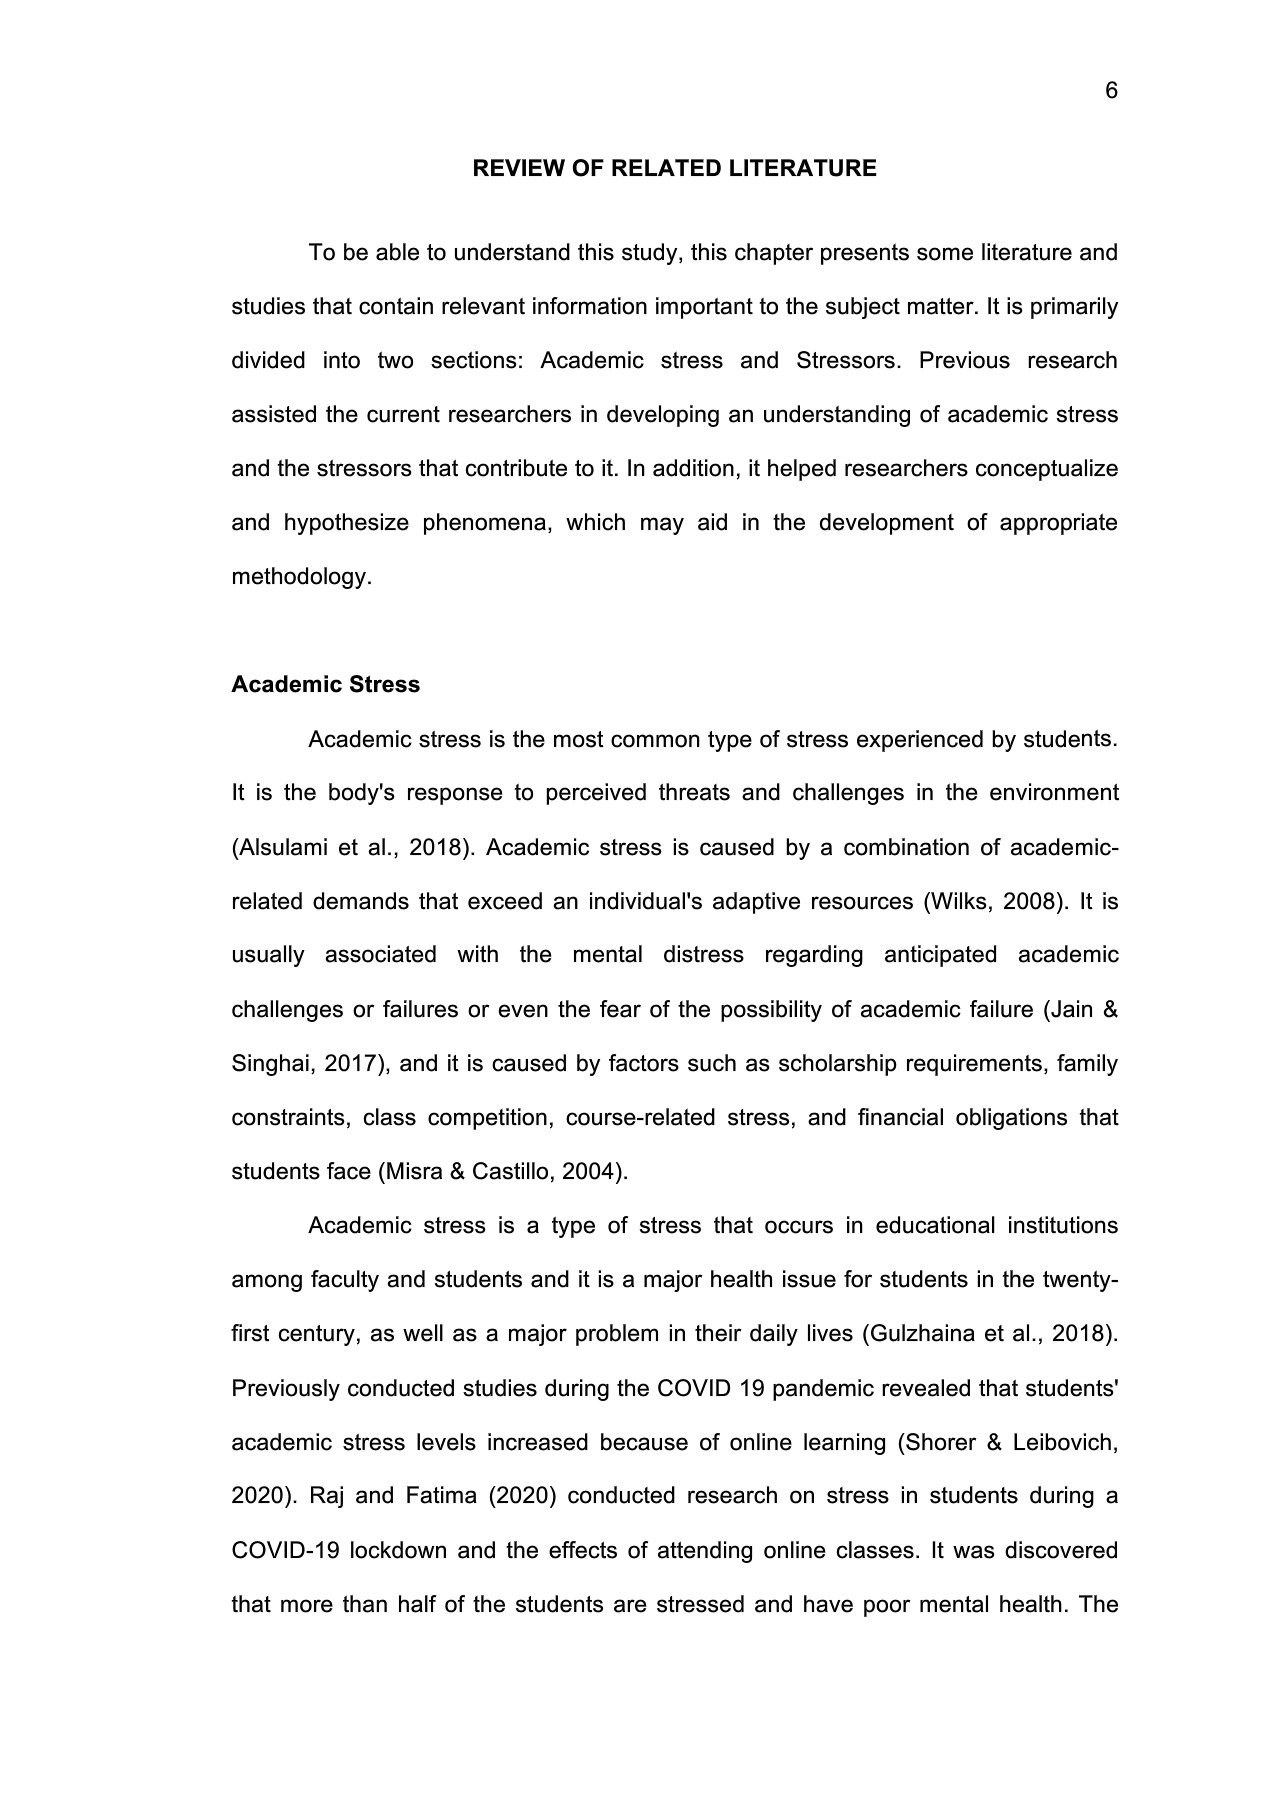 6
REVIEW OF RELATED LITERATURE
To be able to understand this study, this chapter presents some literature and
studies that contain relevant information important to the subject matter. It is primarily
divided into two sections: Academic stress and Stressors. Previous research
assisted the current researchers in developing an understanding of academic stress
and the stressors that contribute to it. In addition, it helped researchers conceptualize
and hypothesize phenomena, which may aid in the development of appropriate
methodology.
Academic Stress
Academic stress is the most common type of stress experienced by students.
It is the body's response to perceived threats and challenges in the environment
(Alsulami et al., 2018). Academic stress is caused by a combination of academic-
related demands that exceed an individual's adaptive resources (Wilks, 2008). It is
usually associated with the mental distress regarding anticipated academic
challenges or failures or even the fear of the possibility of academic failure (Jain &
Singhai, 2017), and it is caused by factors such as scholarship requirements, family
constraints, class competition, course-related stress, and financial obligations that
students face (Misra & Castillo, 2004).
Academic stress is a type of stress that occurs in educational institutions
among faculty and students and it is a major health issue for students in the twenty-
first century, as well as a major problem in their daily lives (Gulzhaina et al., 2018).
Previously conducted studies during the COVID 19 pandemic revealed that students'
academic stress levels increased because of online learning (Shorer & Leibovich,
2020). Raj and Fatima (2020) conducted research on stress in students during a
COVID-19 lockdown and the effects of attending online classes. It was discovered
that more than half of the students are stressed and have poor mental health. The